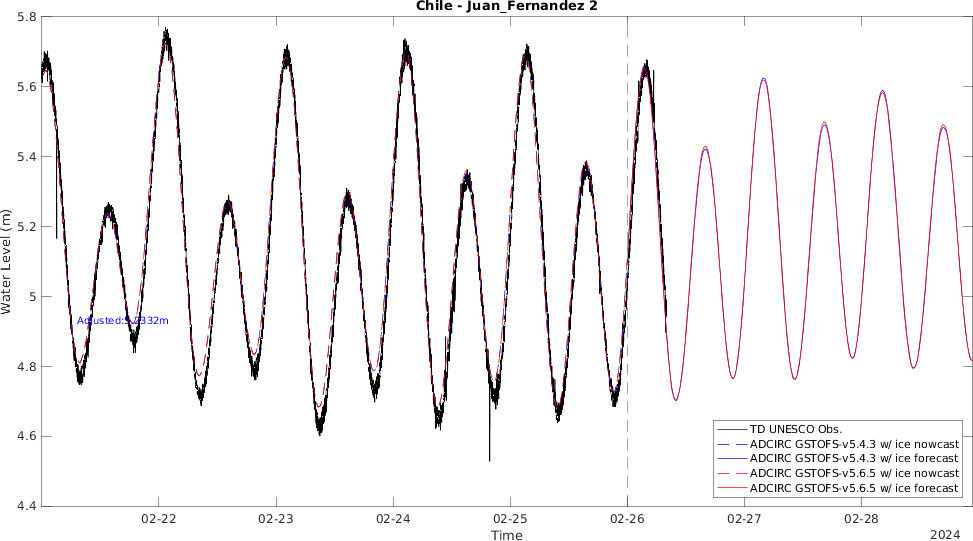 Chile - Juan_Fernandez 2
5.8
5.6
5.4
5.2
5
4.8
4.6
4.4
Water Level (m)
Adjusted:
332m
TD UNESCO Obs.
ADCIRC GSTOFS-v5.4.3 w/ ice nowcast
ADCIRC GSTOFS-v5.4.3 w/ ice forecast
ADCIRC GSTOFS-v5.6.5 w/ ice nowcast
ADCIRC GSTOFS-v5.6.5 w/ ice forecast
02-22
02-23
02-24
02-25
02-26
02-27
02-28
Time
2024